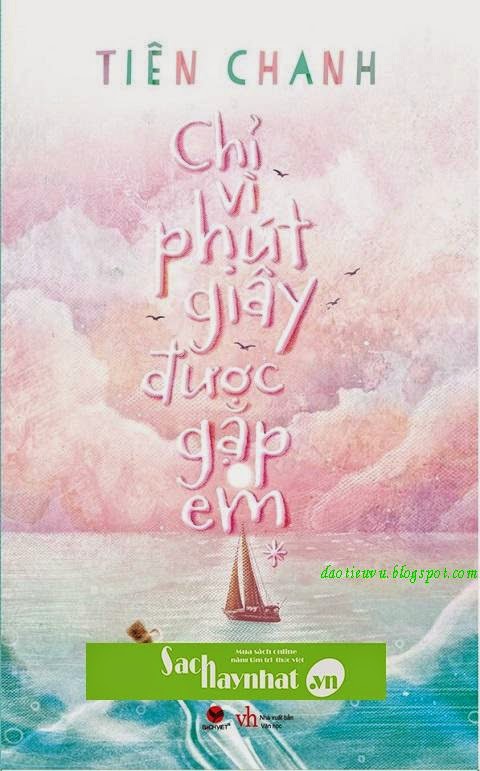 TIÊN CHANH
Chỉ
vì
phút
giây
được
gặp
em
daotieuvu.blogspot.com
Mua sách online
nâng tầm tri thức việt
Sachhaynhat.vn
BACHVIET
vh Nhà xuất bản
Văn học